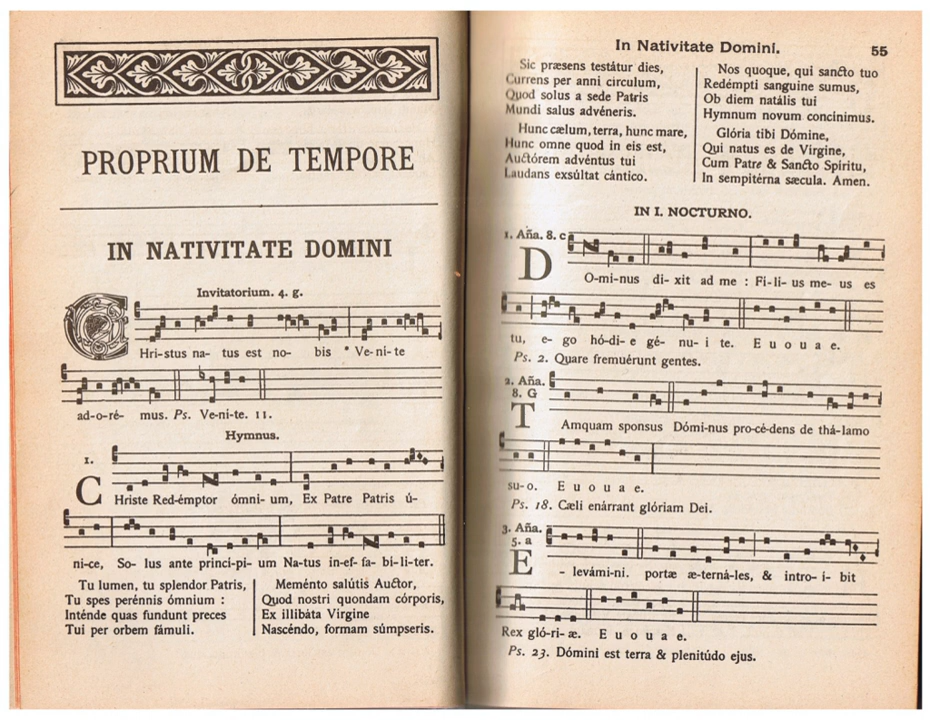 PROPRIUM DE TEMPORE
IN NATIVITATE DOMINI
Invitatorium. 4. g.
CHri-stus na- tus est no- bis * Ve-ni-te
ad-o-ré- mus. Ps. Ve-ni-te. 11.
Hymnus.
1.
CHriste Red-émptor ómni-um, Ex Patre Patris ú-
ni-ce, So- lus ante princí-pi- um Na-tus in-ef- fa- bi-li-ter.
Tu lumen, tu splendor Patris,
Tu spes perénnis ómnium :
Inténde quas fundunt preces
Tui per orbem fámuli.
Meménto salútis Auctor,
Quod nostri quondam córporis,
Ex illibáta Virgine
Nascéndo, formam súmpseris.
In Nativitate Domini. 55
Sic præsens testátur dies,
Currens per anni círculum,
Quod solus a sede Patris
Mundi salus advéneris.
Hunc cælum, terra, hunc mare,
Hunc omne quod in eis est,
Auctórem advéntus tui
Laudans exsúltat cántico.
Nos quoque, qui sancto tuo
Redémpti sanguine sumus,
Ob diem natális tui
Hymnum novum concinimus.
Glória tibi Dómine,
Qui natus es de Virgine,
Cum Patre & Sancto Spíritu,
In sempitérna sæcula. Amen.
IN I. NOCTURNO.
1. Aña. 8. c
DO-mi-nus di- xit ad me : Fi-li- us me- us es
tu, e- go hó-di- e gé- nu- i te. E u o u a e.
Ps. 2. Quare fremuérunt gentes.
2. Aña.
8. G
TAmquam sponsus Dómi-nus pro-cé-dens de thá-lamo
su-o. E u o u a e.
Ps. 18. Cæli enárrant glóriam Dei.
3. Aña.
5. a
E- levámi-ni. portæ æ-terná-les, & intro- í- bit
Rex gló-ri- æ. E u o u a e.
Ps. 23. Dómini est terra & plenitúdo ejus.